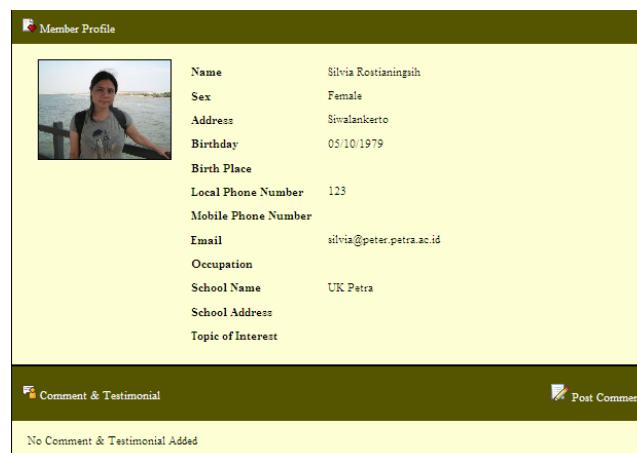 Member Profile
Name Silvia Rostianingsih
Sex Female
Address Siwalankerto
Birthday 05/10/1979
Birth Place
Local Phone Number 123
Mobile Phone Number
Email silvia@peter.petra.ac.id
Occupation
School Name UK Petra
School Address
Topic of Interest
Comment & Testimonial Post Commen
No Comment & Testimonial Added